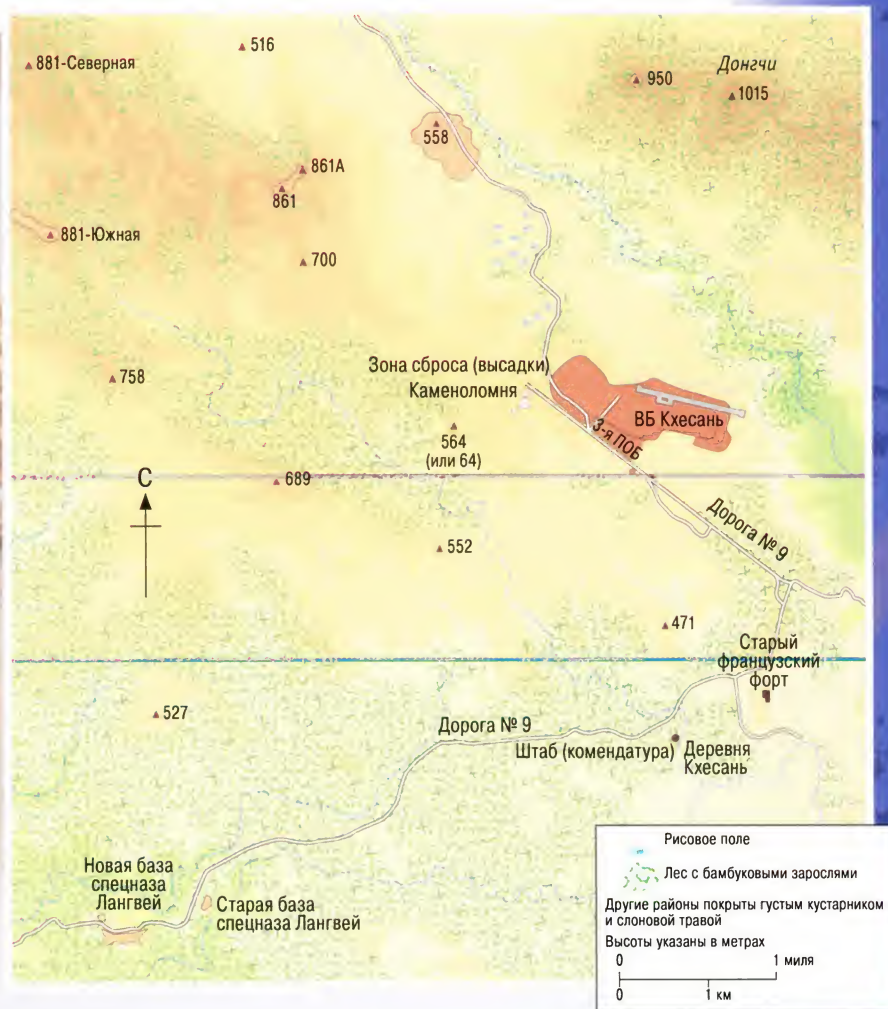 881-Северная
516
Донгчи
950
1015
558
861А
861
881-Южная
700
758
Зона сброса (высадки)
Каменоломня
ВБ Кхесань
3-я ПОБ
564
(или 64)
С
689
Дорога № 9
552
471
Старый
французский
форт
527
Дорога № 9
Штаб (комендатура)
Деревня
Кхесань
Новая база
спецназа
Лангвей
Старая база
спецназа Лангвей
Рисовое поле
Лес с бамбуковыми зарослями
Другие районы покрыты густым кустарником
и слоновой травой
Высоты указаны в метрах
0 1 миля
0 1 км